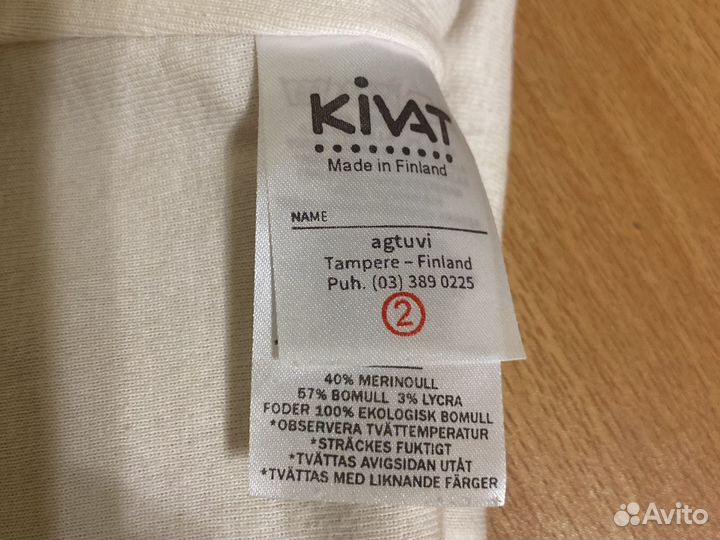 KiVAT
Made in Finland
NAME
agtuvi
Tampere – Finland
Puh. (03) 389 0225
2
40% MERINOULL
57% BOMULL 3% LYCRA
FODER 100% EKOLOGISK BOMULL
*OBSERVERA TVÄTTEMPERATUR
*STRÄCKES FUKTIGT
*TVÄTTAS AVIGSIDAN UTÅT
*TVÄTTAS MED LIKNANDE FÄRGER
Avito